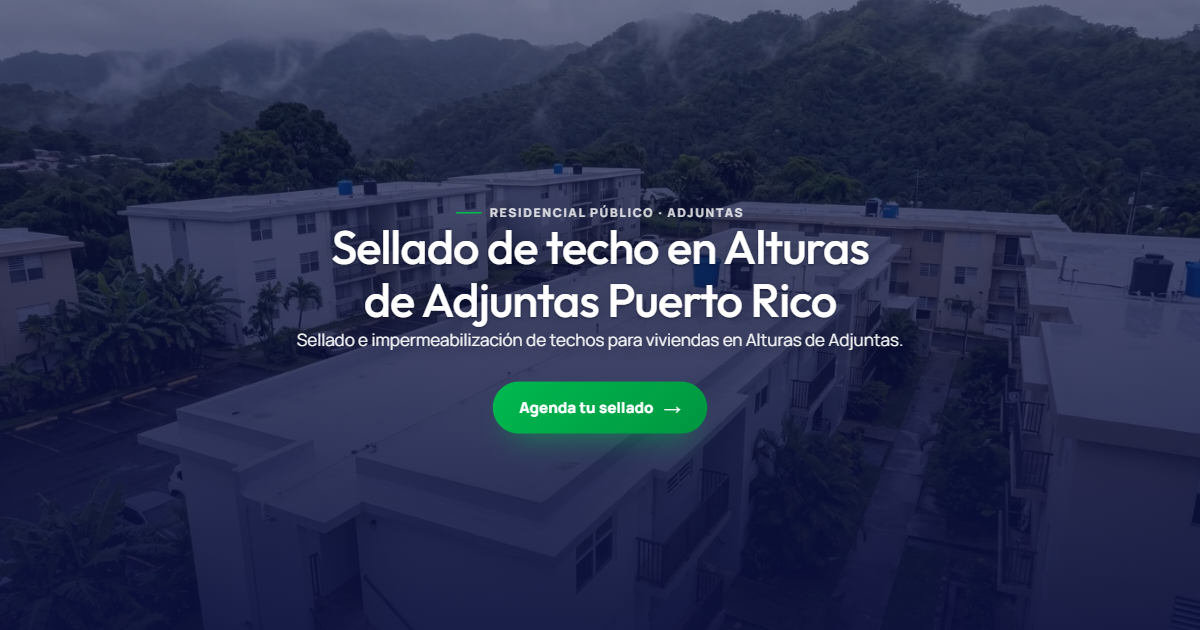 RESIDENCIAL PÚBLICO · ADJUNTAS
Sellado de techo en Alturas
de Adjuntas Puerto Rico
Sellado e impermeabilización de techos para viviendas en Alturas de Adjuntas.
Agenda tu sellado →